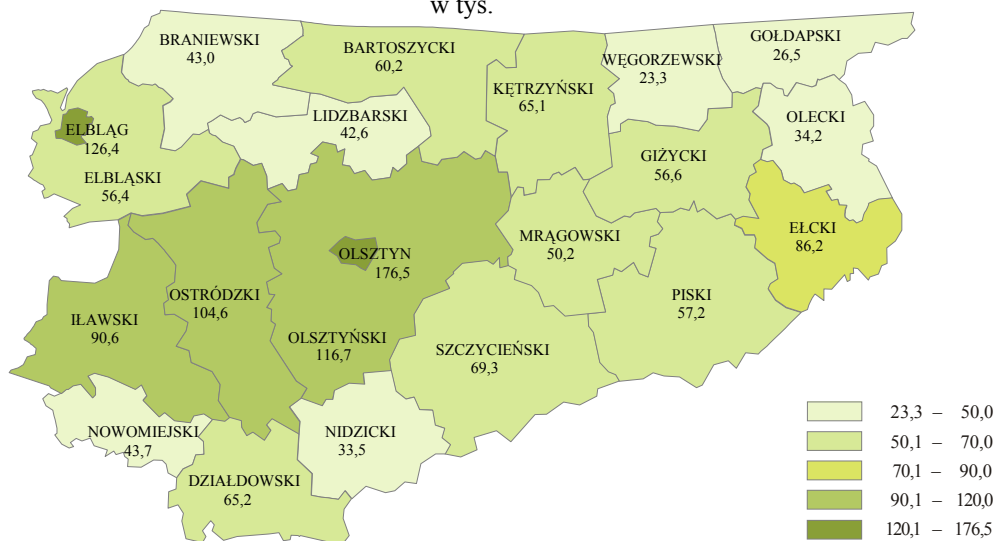 w tys.
BRANIEWSKI
43,0
BARTOSZYCKI
60,2
KĘTRZYŃSKI
65,1
WĘGORZEWSKI
23,3
GOŁDAPSKI
26,5
LIDZBARSKI
42,6
OLECKI
34,2
ELBLĄG
126,4
ELBLĄSKI
56,4
GIŻYCKI
56,6
EŁCKI
86,2
MRĄGOWSKI
50,2
OLSZTYN
176,5
OSTRÓDZKI
104,6
PISKI
57,2
IŁAWSKI
90,6
OLSZTYŃSKI
116,7
SZCZYCIEŃSKI
69,3
NOWOMIEJSKI
43,7
NIDZICKI
33,5
DZIAŁDOWSKI
65,2
23,3 – 50,0
50,1 – 70,0
70,1 – 90,0
90,1 – 120,0
120,1 – 176,5